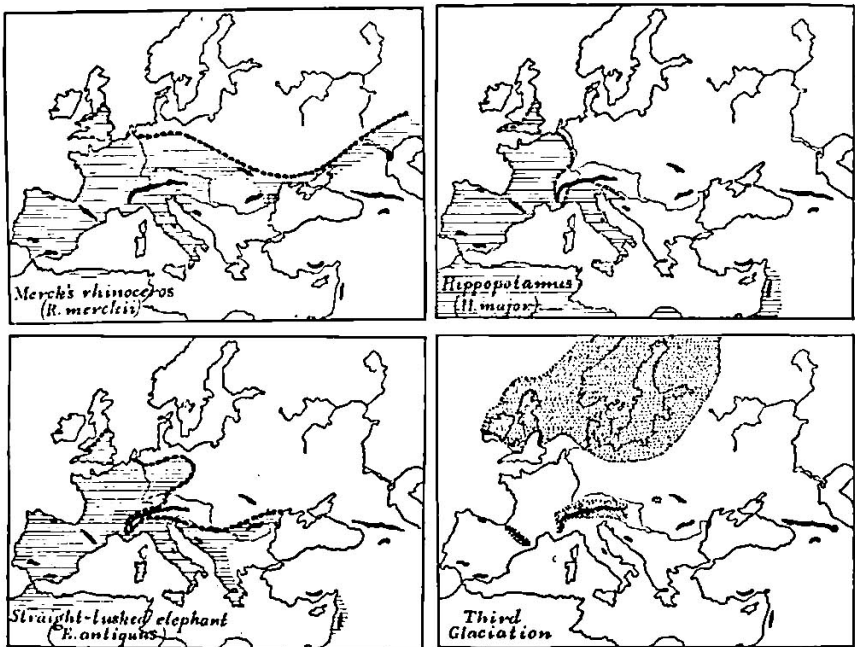 Merck's rhinoceros
(R. merckii)
Hippopotamus
(H. major)
Straight-tusked elephant
(E. antiquus)
Third
Glaciation